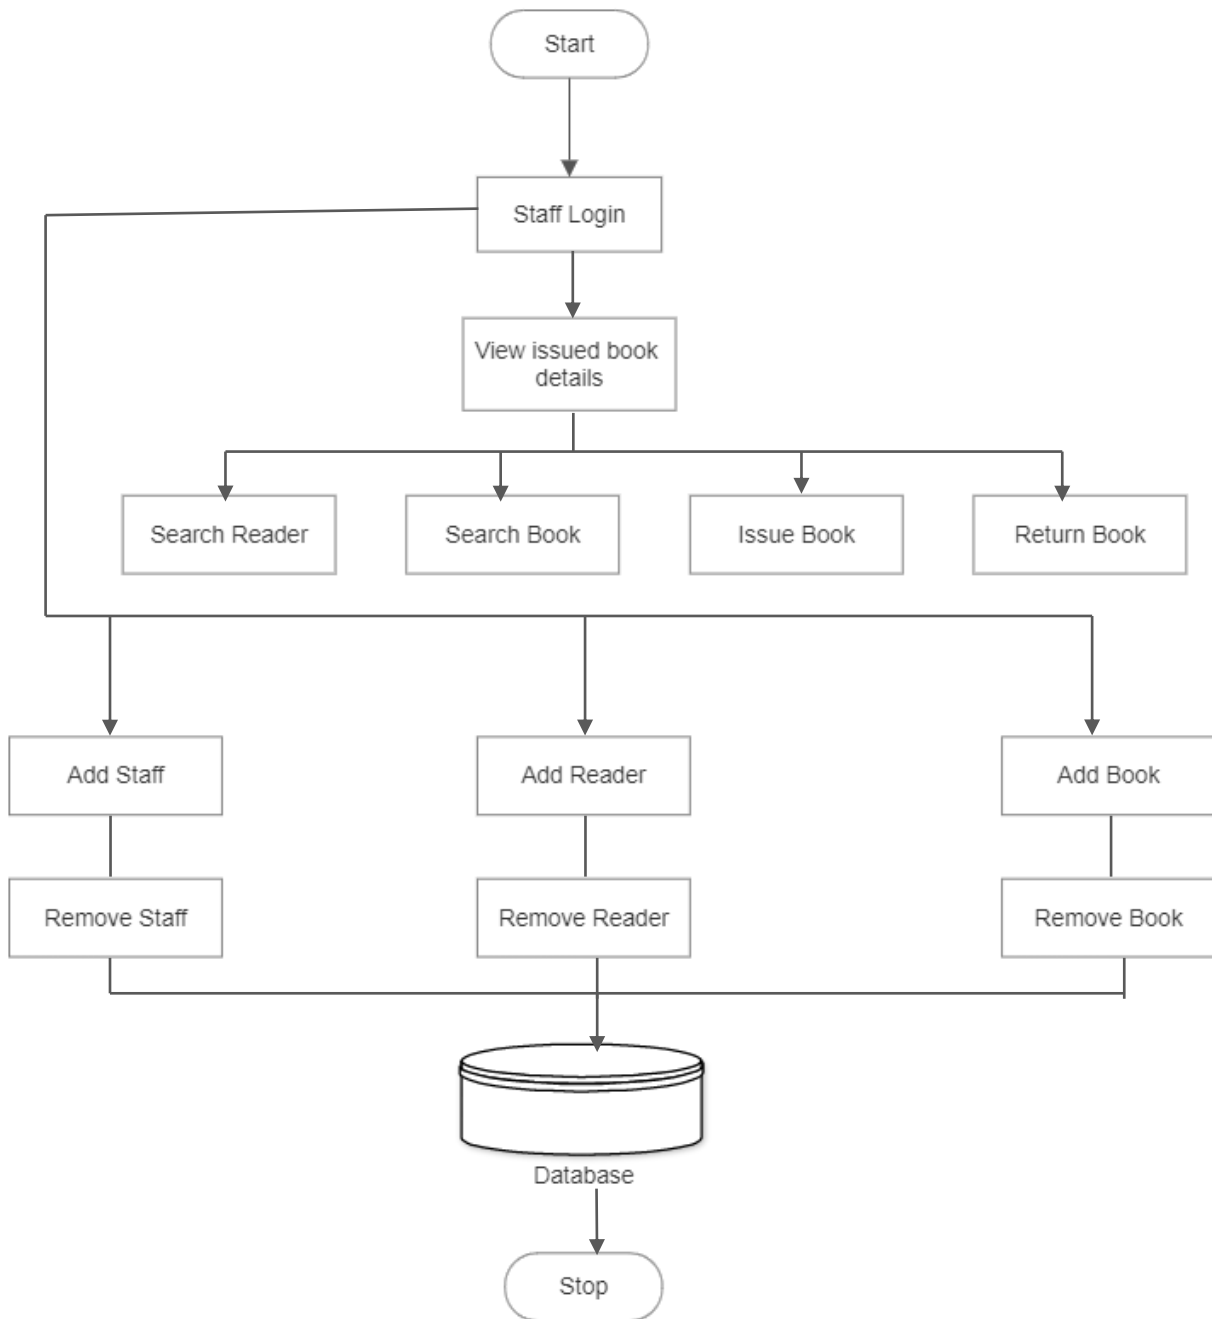 Start
Staff Login
View issued book
details
Search Reader
Search Book
Issue Book
Return Book
Add Staff
Add Reader
Add Book
Remove Staff
Remove Reader
Remove Book
Database
Stop